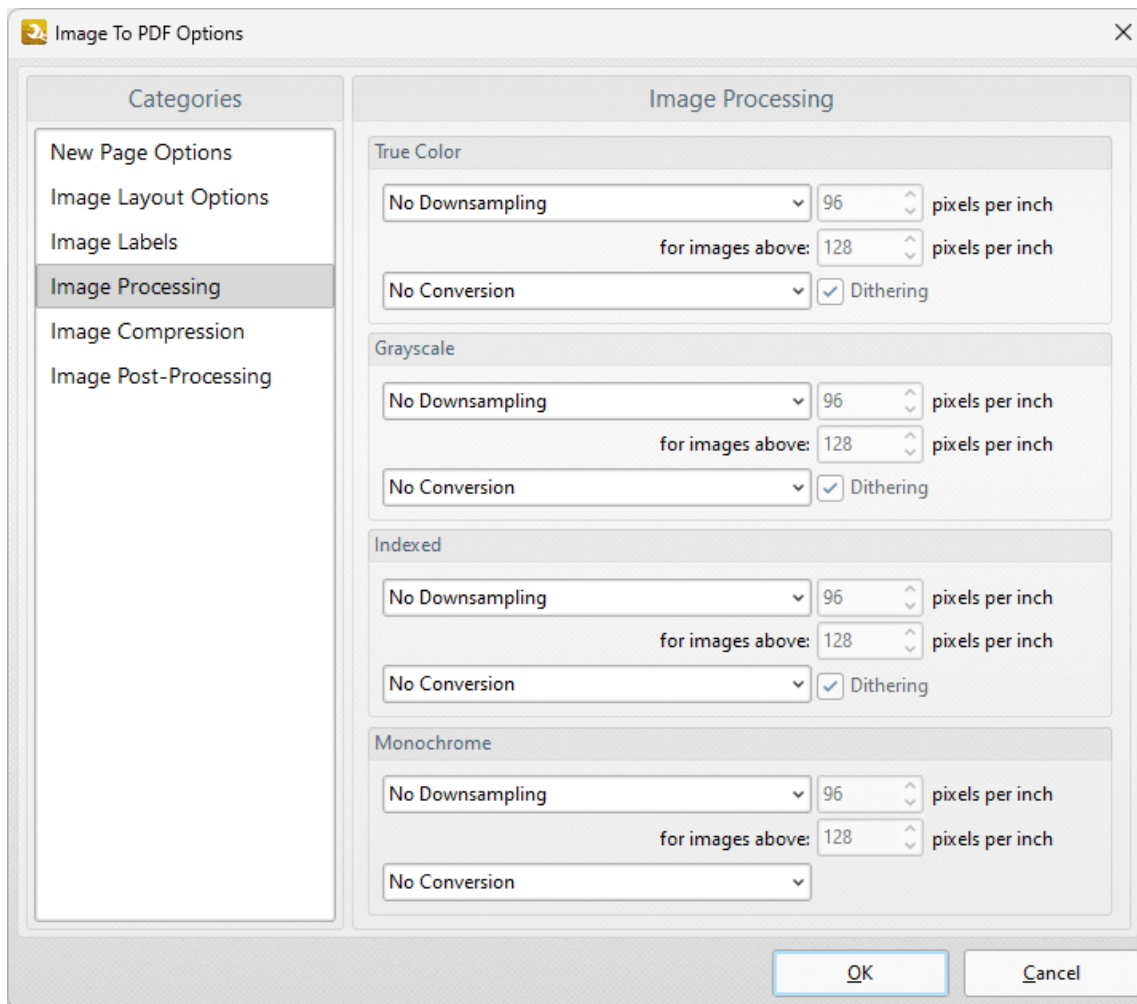 Image To PDF Options
Categories
New Page Options
Image Layout Options
Image Labels
Image Processing
Image Compression
Image Post-Processing
Image Processing
True Color
No Downsampling 96 pixels per inch
for images above: 128 pixels per inch
No Conversion Dithering
Grayscale
No Downsampling 96 pixels per inch
for images above: 128 pixels per inch
No Conversion Dithering
Indexed
No Downsampling 96 pixels per inch
for images above: 128 pixels per inch
No Conversion Dithering
Monochrome
No Downsampling 96 pixels per inch
for images above: 128 pixels per inch
No Conversion
OK Cancel